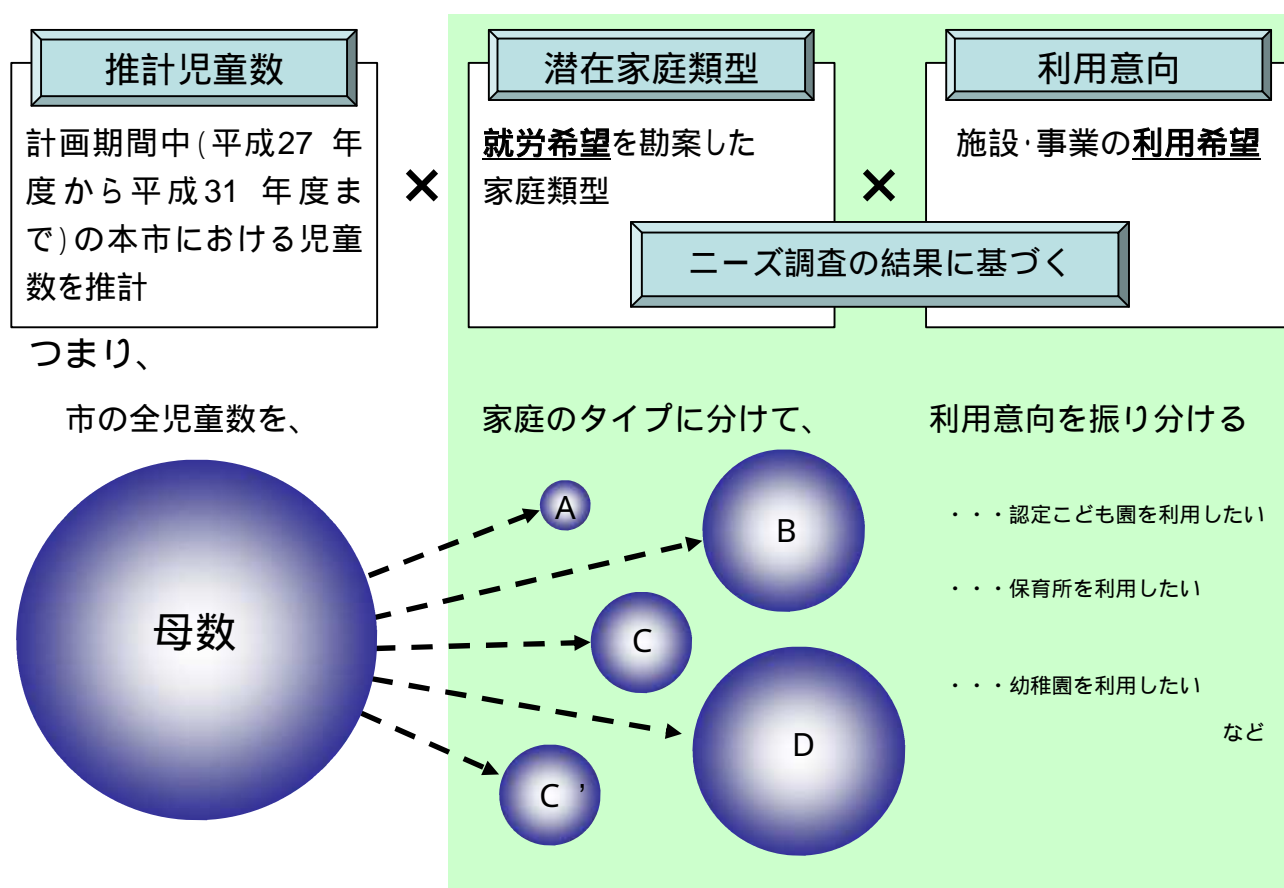 推計児童数
計画期間中(平成27 年
度から平成31 年度ま
で)の本市における児童
数を推計
×
潜在家庭類型
就労希望を勘案した
家庭類型
×
利用意向
施設・事業の利用希望
ニーズ調査の結果に基づく
つまり、
市の全児童数を、
家庭のタイプに分けて、
利用意向を振り分ける
母数
A
B
C
D
C’
・・・認定こども園を利用したい
・・・保育所を利用したい
・・・幼稚園を利用したい
など